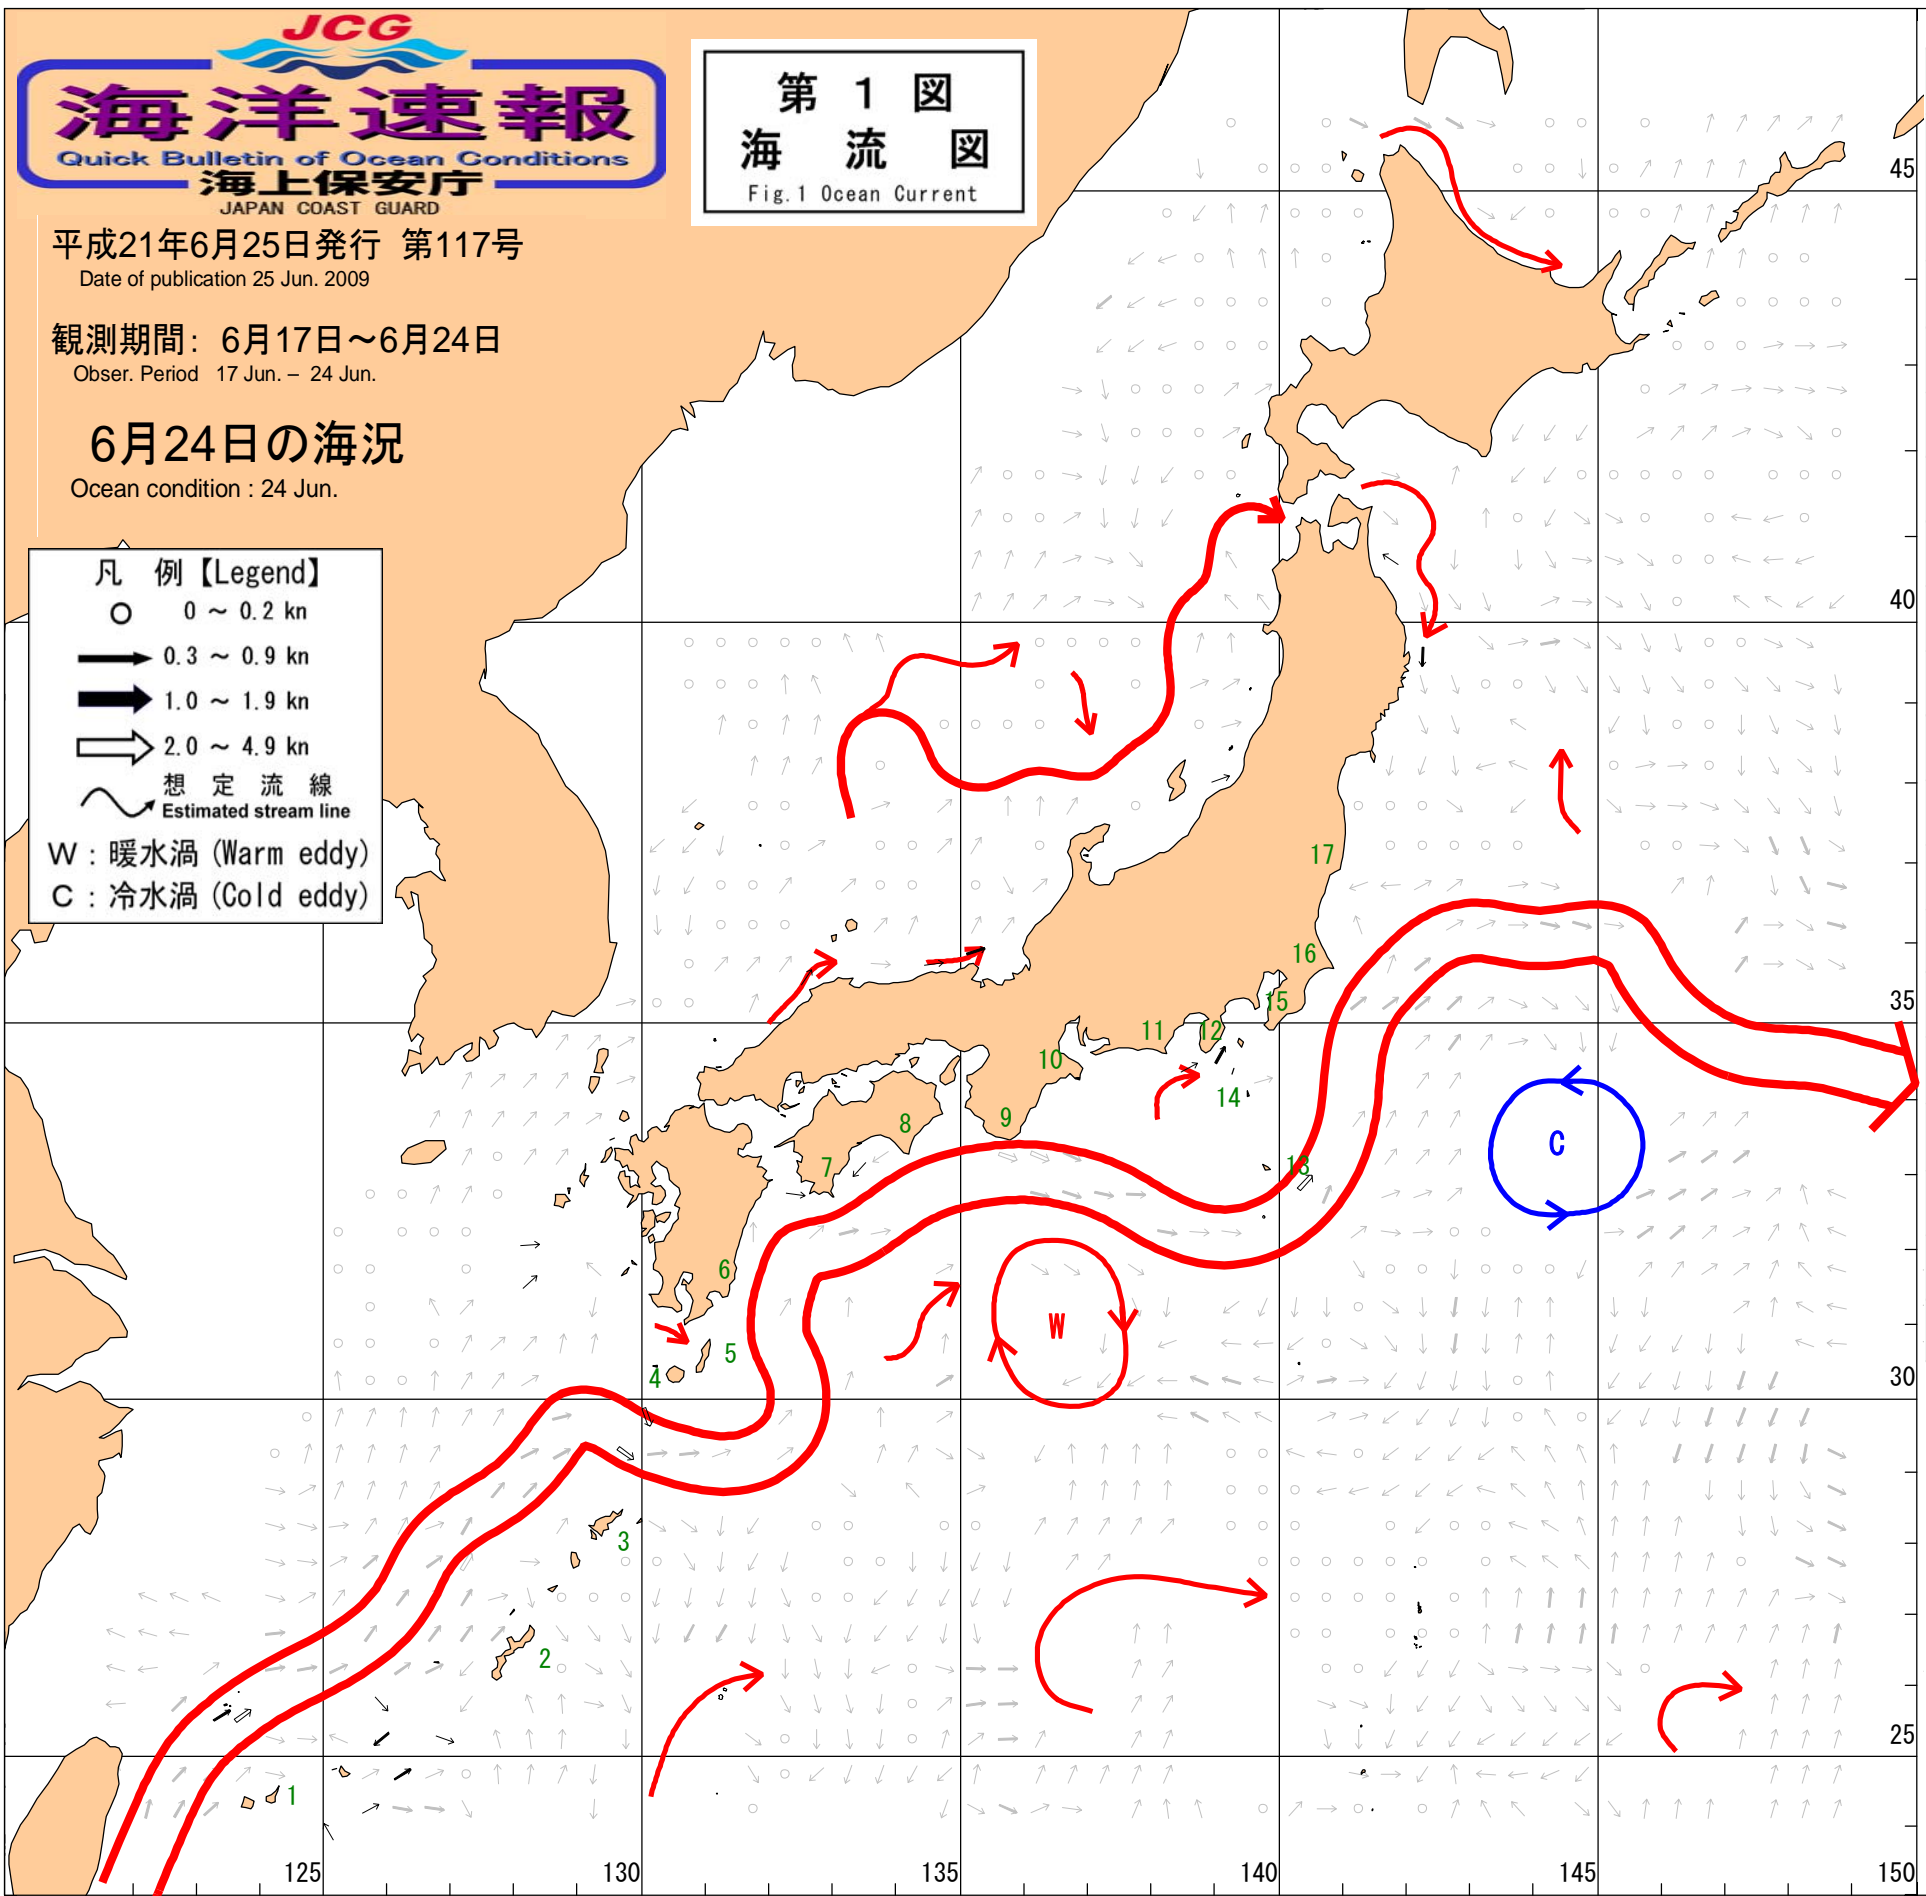 JCG
海洋速報
Quick Bulletin of Ocean Conditions
海上保安庁
JAPAN COAST GUARD
第 1 図
海 流 図
Fig.1 Ocean Current
平成21年6月25日発行 第117号
Date of publication 25 Jun. 2009
観測期間: 6月17日～6月24日
Obser. Period 17 Jun. – 24 Jun.
6月24日の海況
Ocean condition : 24 Jun.
凡 例【Legend】
0 ～ 0.2 kn
0.3 ～ 0.9 kn
1.0 ～ 1.9 kn
2.0 ～ 4.9 kn
想 定 流 線
Estimated stream line
W : 暖水渦 (Warm eddy)
C : 冷水渦 (Cold eddy)
45
40
17
16
35
15
12
11
10
14
9
8
7
13
C
6
W
5
4
30
3
2
25
1
125
130
135
140
145
150